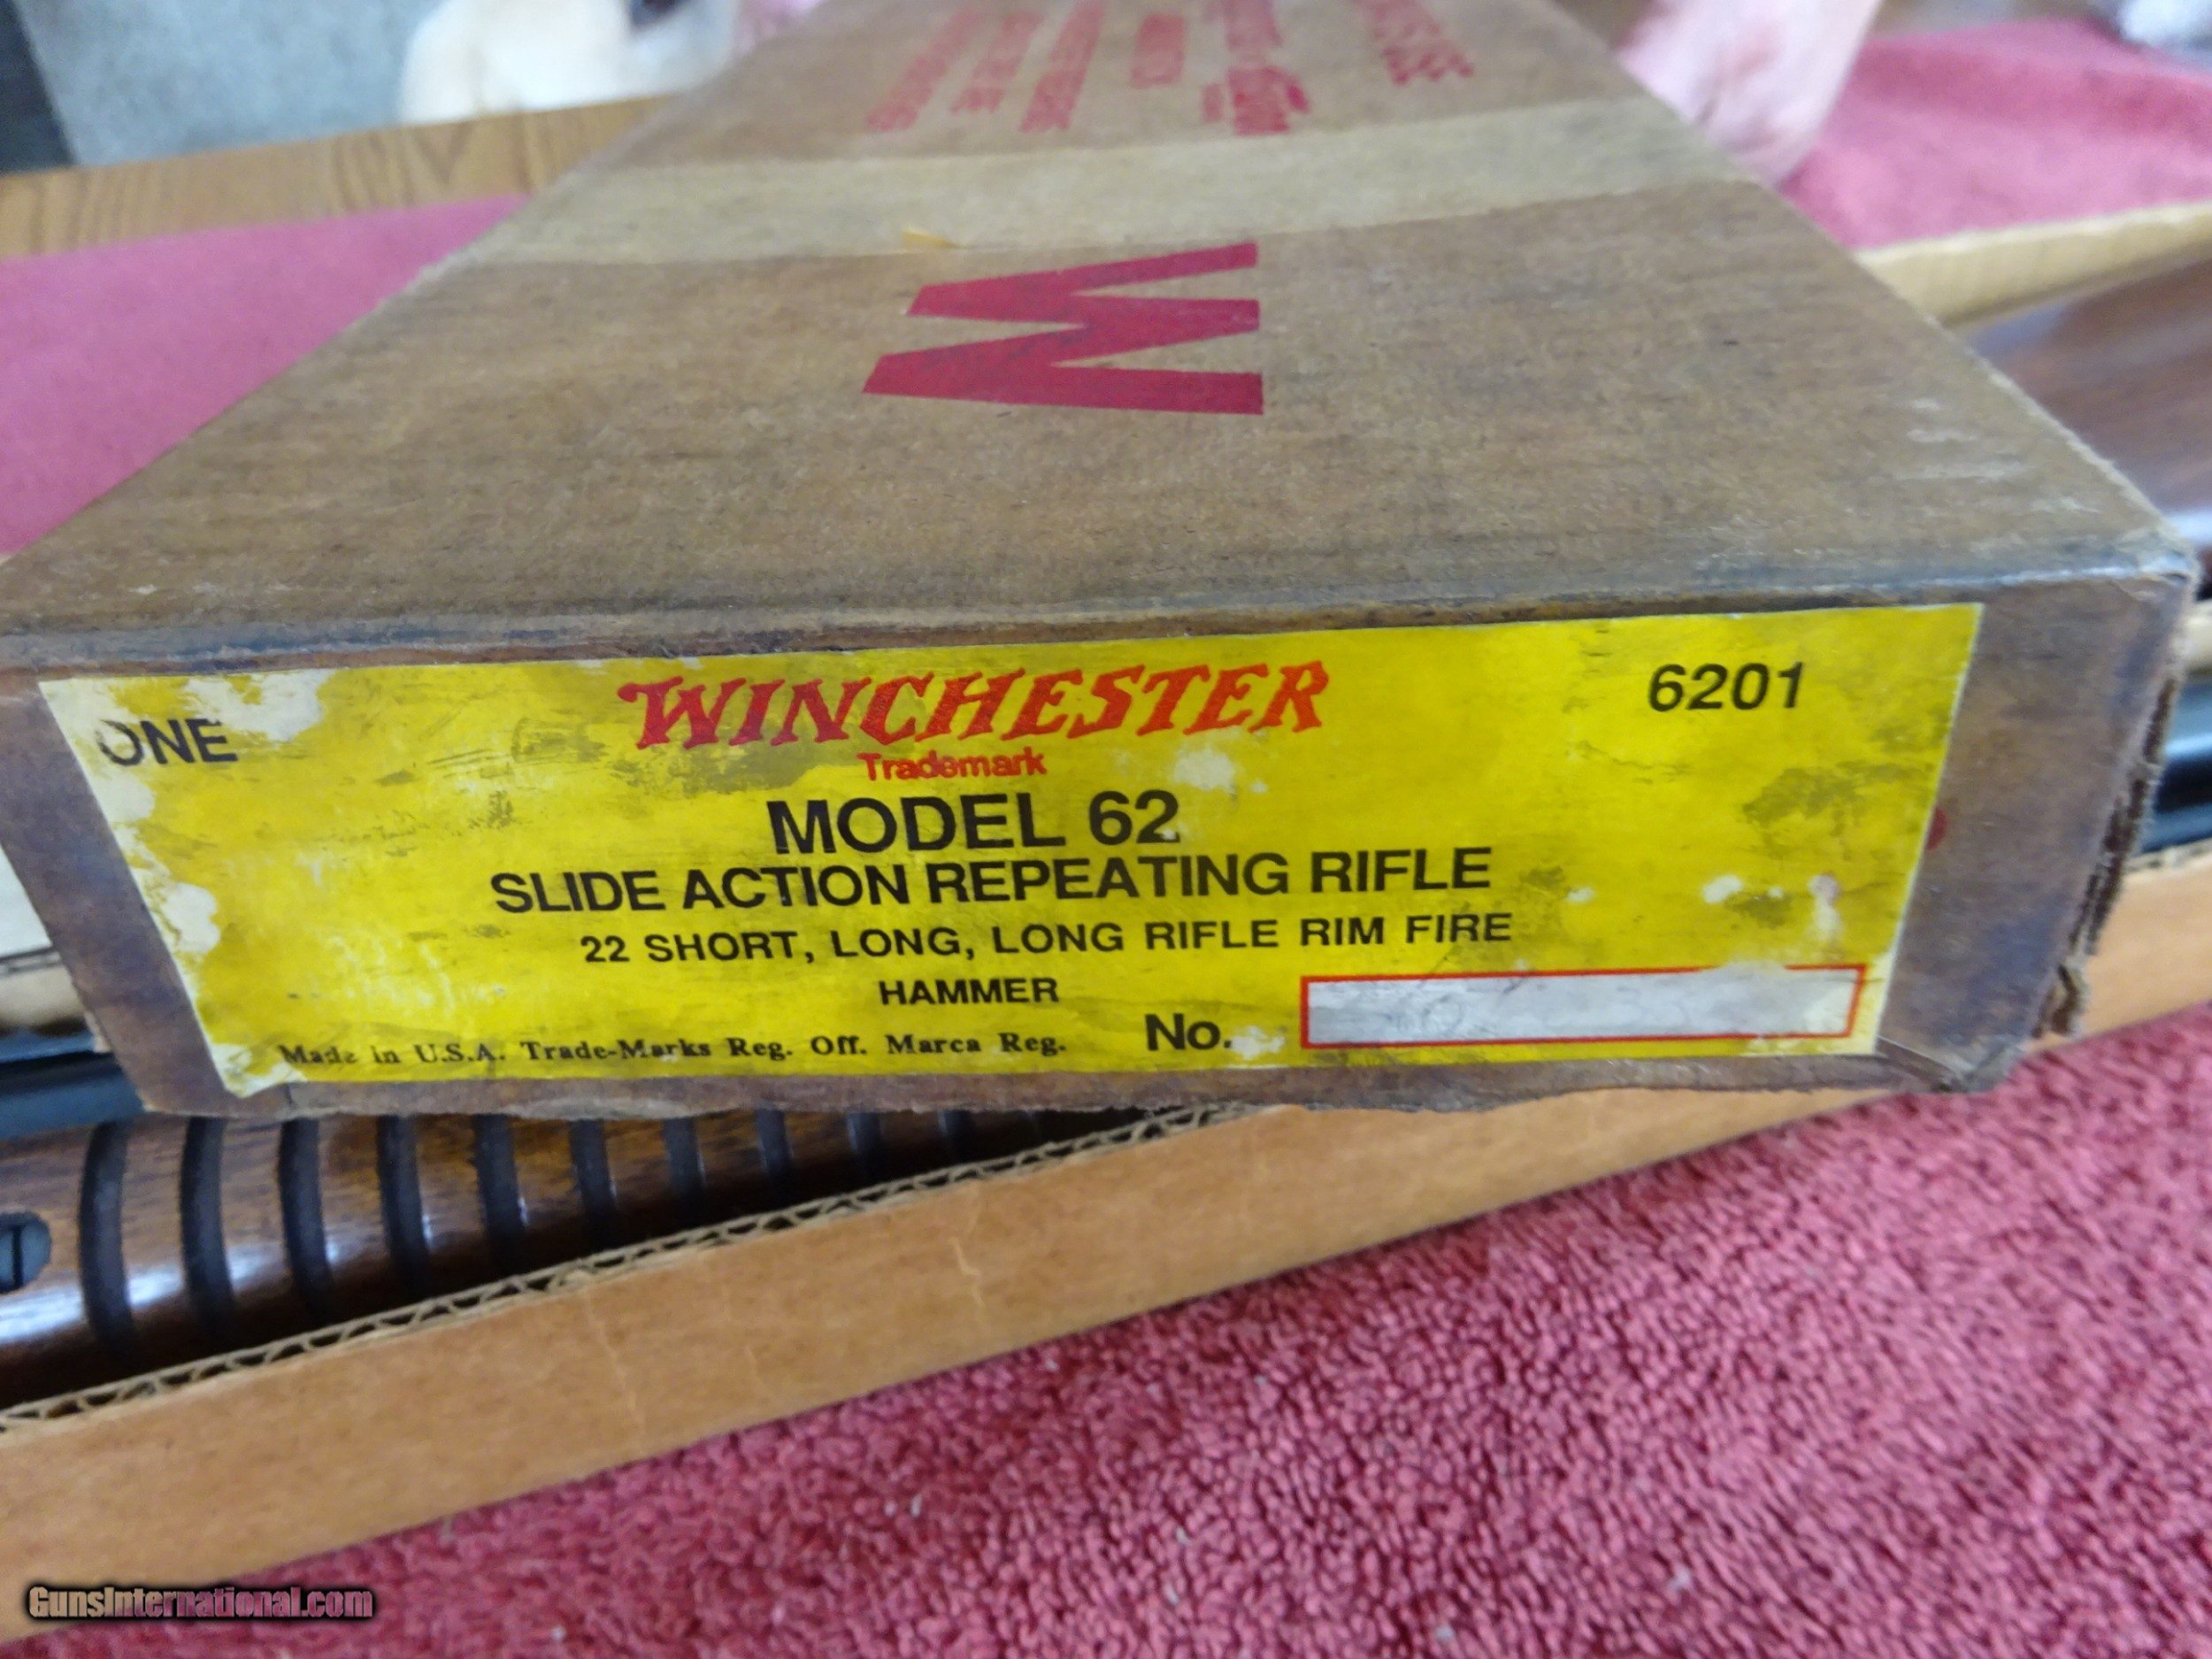 W
ONE
WINCHESTER
6201
Trademark
MODEL 62
SLIDE ACTION REPEATING RIFLE
22 SHORT, LONG, LONG RIFLE RIM FIRE
HAMMER
No.
Made in U.S.A. Trade-Marks Reg. Off. Marca Reg.
GunsInternational.com